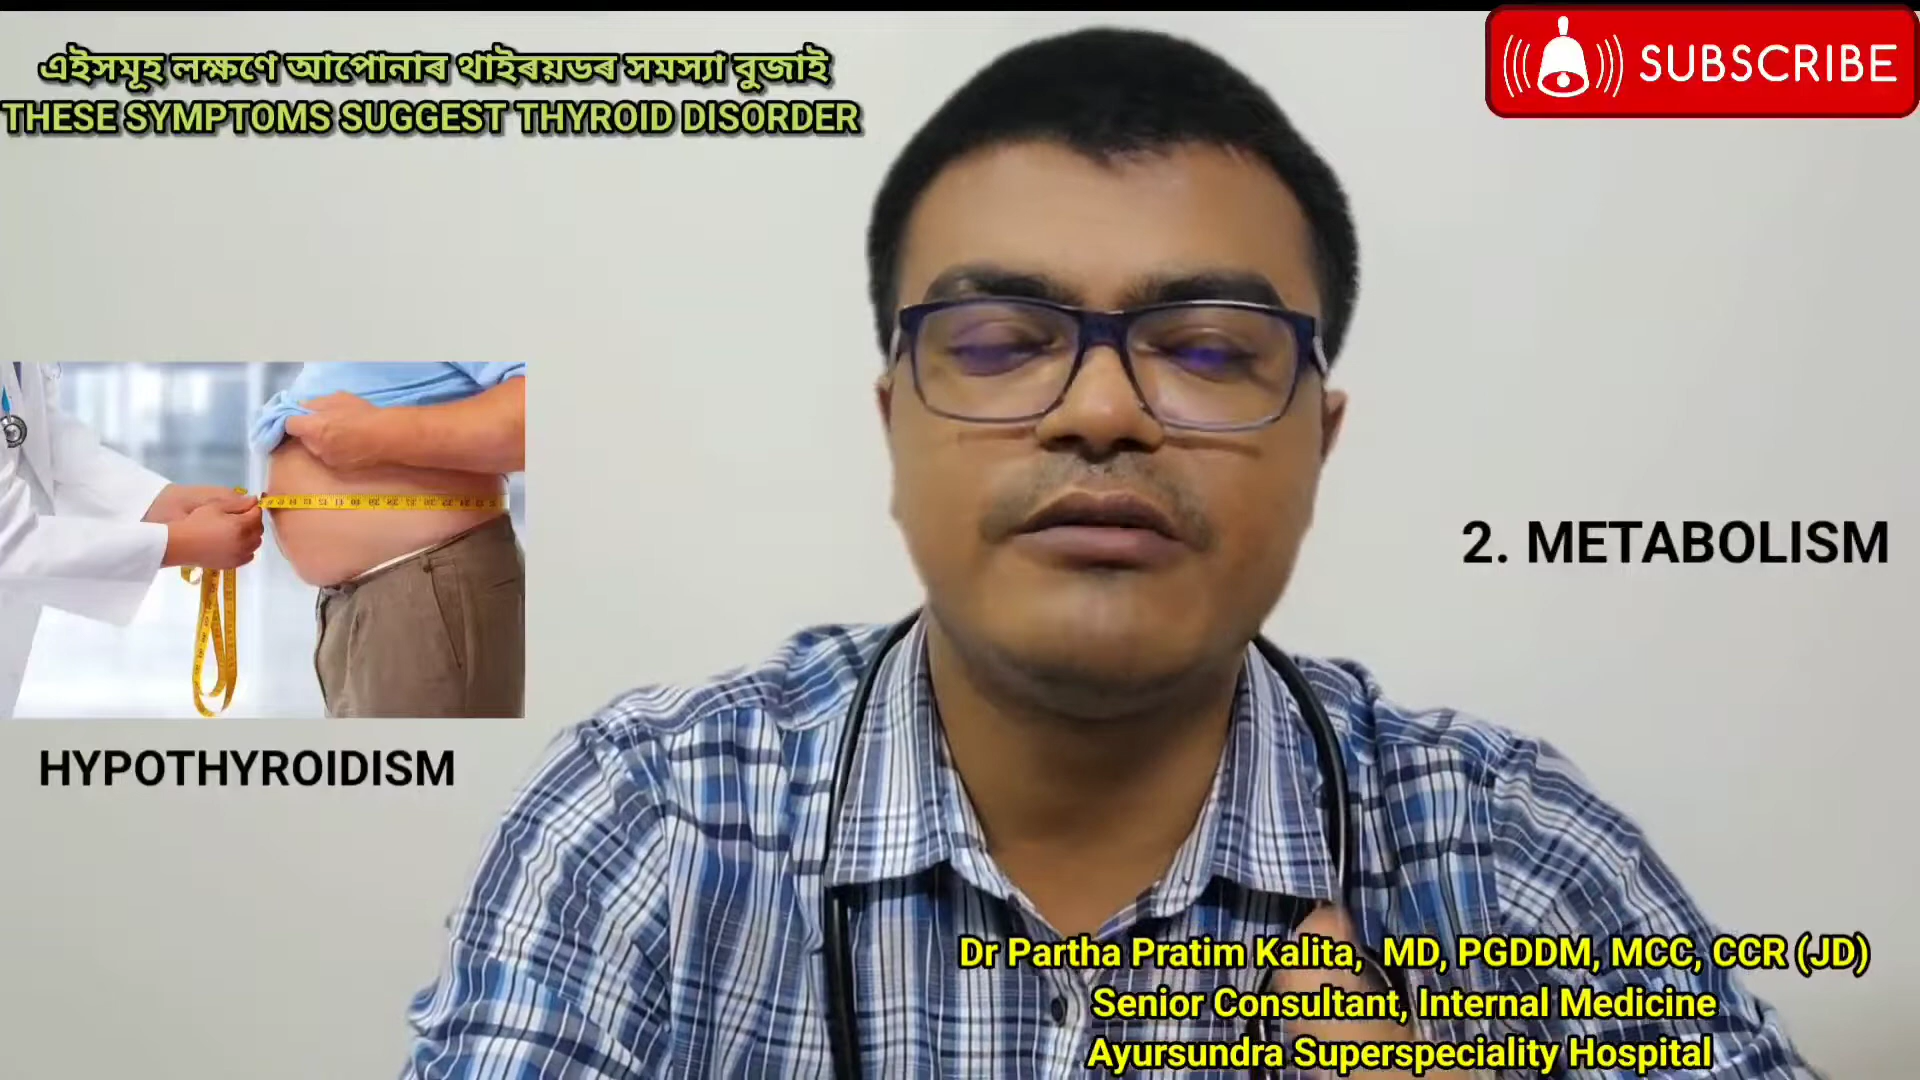 এইসমূহ লক্ষণে আপোনাৰ থাইৰয়ডৰ সমস্যা বুজাই
THESE SYMPTOMS SUGGEST THYROID DISORDER
SUBSCRIBE
2. METABOLISM
HYPOTHYROIDISM
Dr Partha Pratim Kalita, MD, PGDDM, MCC, CCR (JD)
Senior Consultant, Internal Medicine
Ayursundra Superspeciality Hospital